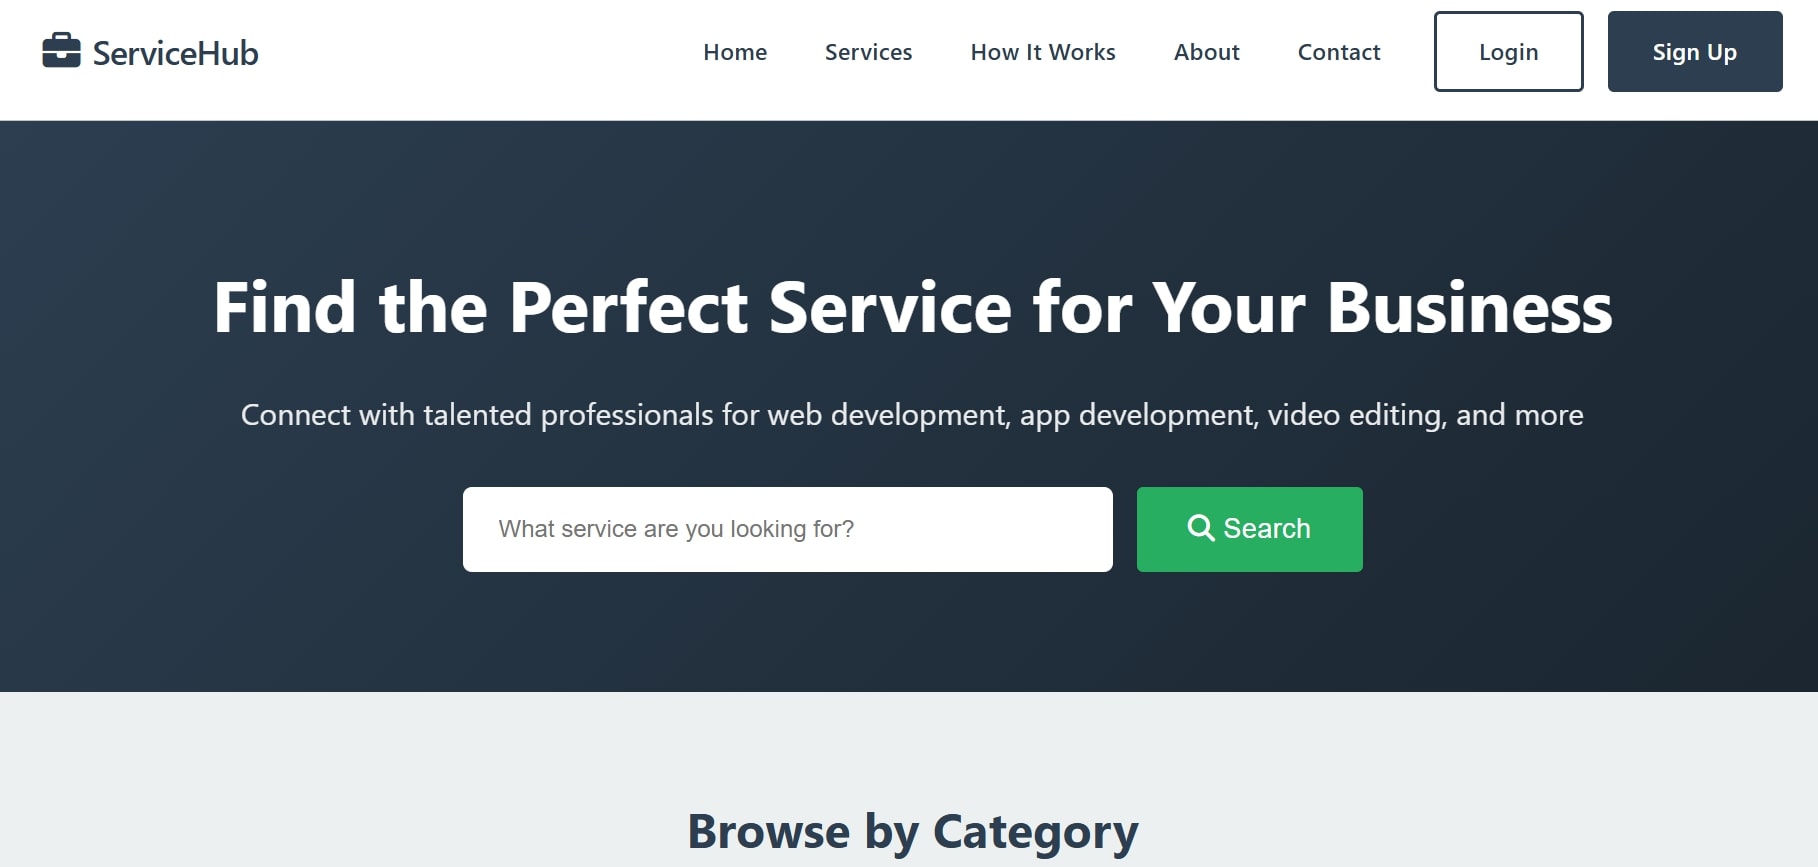 ServiceHub
Home
Services
How It Works
About
Contact
Login
Sign Up
Find the Perfect Service for Your Business
Connect with talented professionals for web development, app development, video editing, and more
What service are you looking for?
Search
Browse by Category